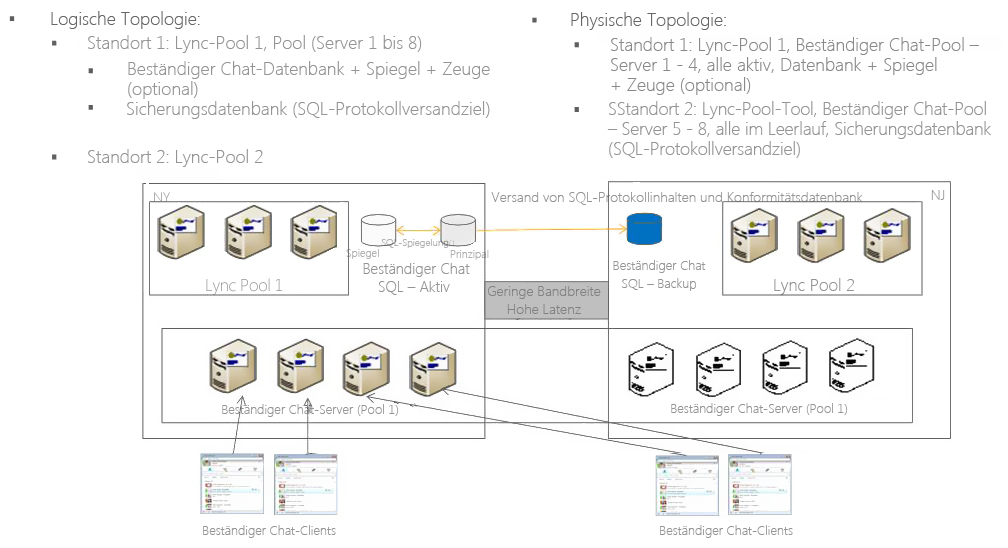 Logische Topologie:
Standort 1: Lync-Pool 1, Pool (Server 1 bis 8)
Beständiger Chat-Datenbank + Spiegel + Zeuge
(optional)
Sicherungsdatenbank (SQL-Protokollversandziel)
Standort 2: Lync-Pool 2
Physische Topologie:
Standort 1: Lync-Pool 1, Beständiger Chat-Pool –
Server 1 - 4, alle aktiv, Datenbank + Spiegel
+ Zeuge (optional)
SStandort 2: Lync-Pool-Tool, Beständiger Chat-Pool
– Server 5 - 8, alle im Leerlauf, Sicherungsdatenbank
(SQL-Protokollversandziel)
NY
Versand von SQL-Protokollinhalten und Konformitätsdatenbank
NJ
Lync Pool 1
Spiegel
SQL-Spiegelung
Prinzipal
Beständiger Chat
SQL – Aktiv
Beständiger Chat
SQL – Backup
Lync Pool 2
Geringe Bandbreite
Hohe Latenz
Beständiger Chat-Server (Pool 1)
Beständiger Chat-Server (Pool 1)
Beständiger Chat-Clients
Beständiger Chat-Clients